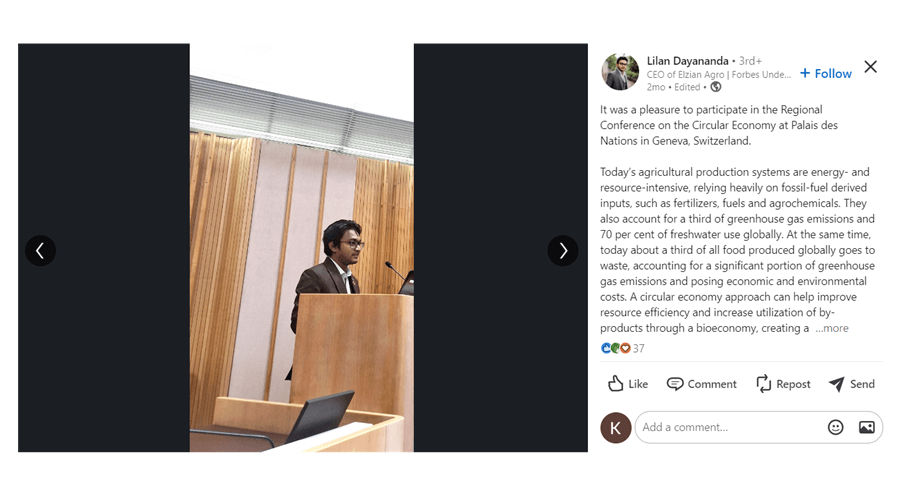 Lilan Dayananda • 3rd+
CEO of Elzian Agro | Forbes Unde...
2mo • Edited •
+ Follow
It was a pleasure to participate in the Regional
Conference on the Circular Economy at Palais des
Nations in Geneva, Switzerland.
Today's agricultural production systems are energy- and
resource-intensive, relying heavily on fossil-fuel derived
inputs, such as fertilizers, fuels and agrochemicals. They
also account for a third of greenhouse gas emissions and
70 per cent of freshwater use globally. At the same time,
today about a third of all food produced globally goes to
waste, accounting for a significant portion of greenhouse
gas emissions and posing economic and environmental
costs. A circular economy approach can help improve
resource efficiency and increase utilization of by-
products through a bioeconomy, creating a ...more
37
Like Comment Repost Send
K Add a comment...